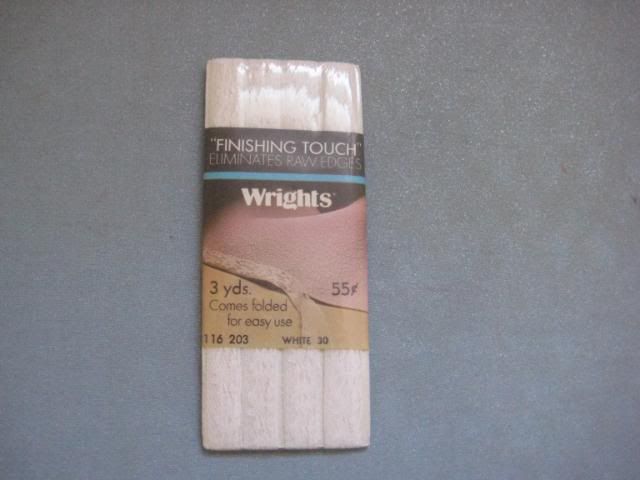 "FINISHING TOUCH"
ELIMINATES RAW EDGES
Wrights
3 yds. 55¢
Comes folded
for easy use
116 203 WHITE 30